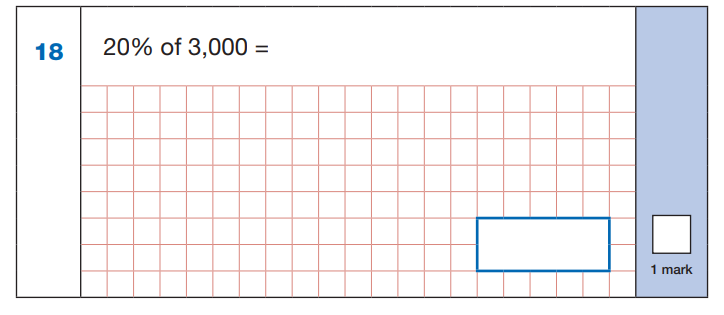 18
20% of 3,000 =
1 mark